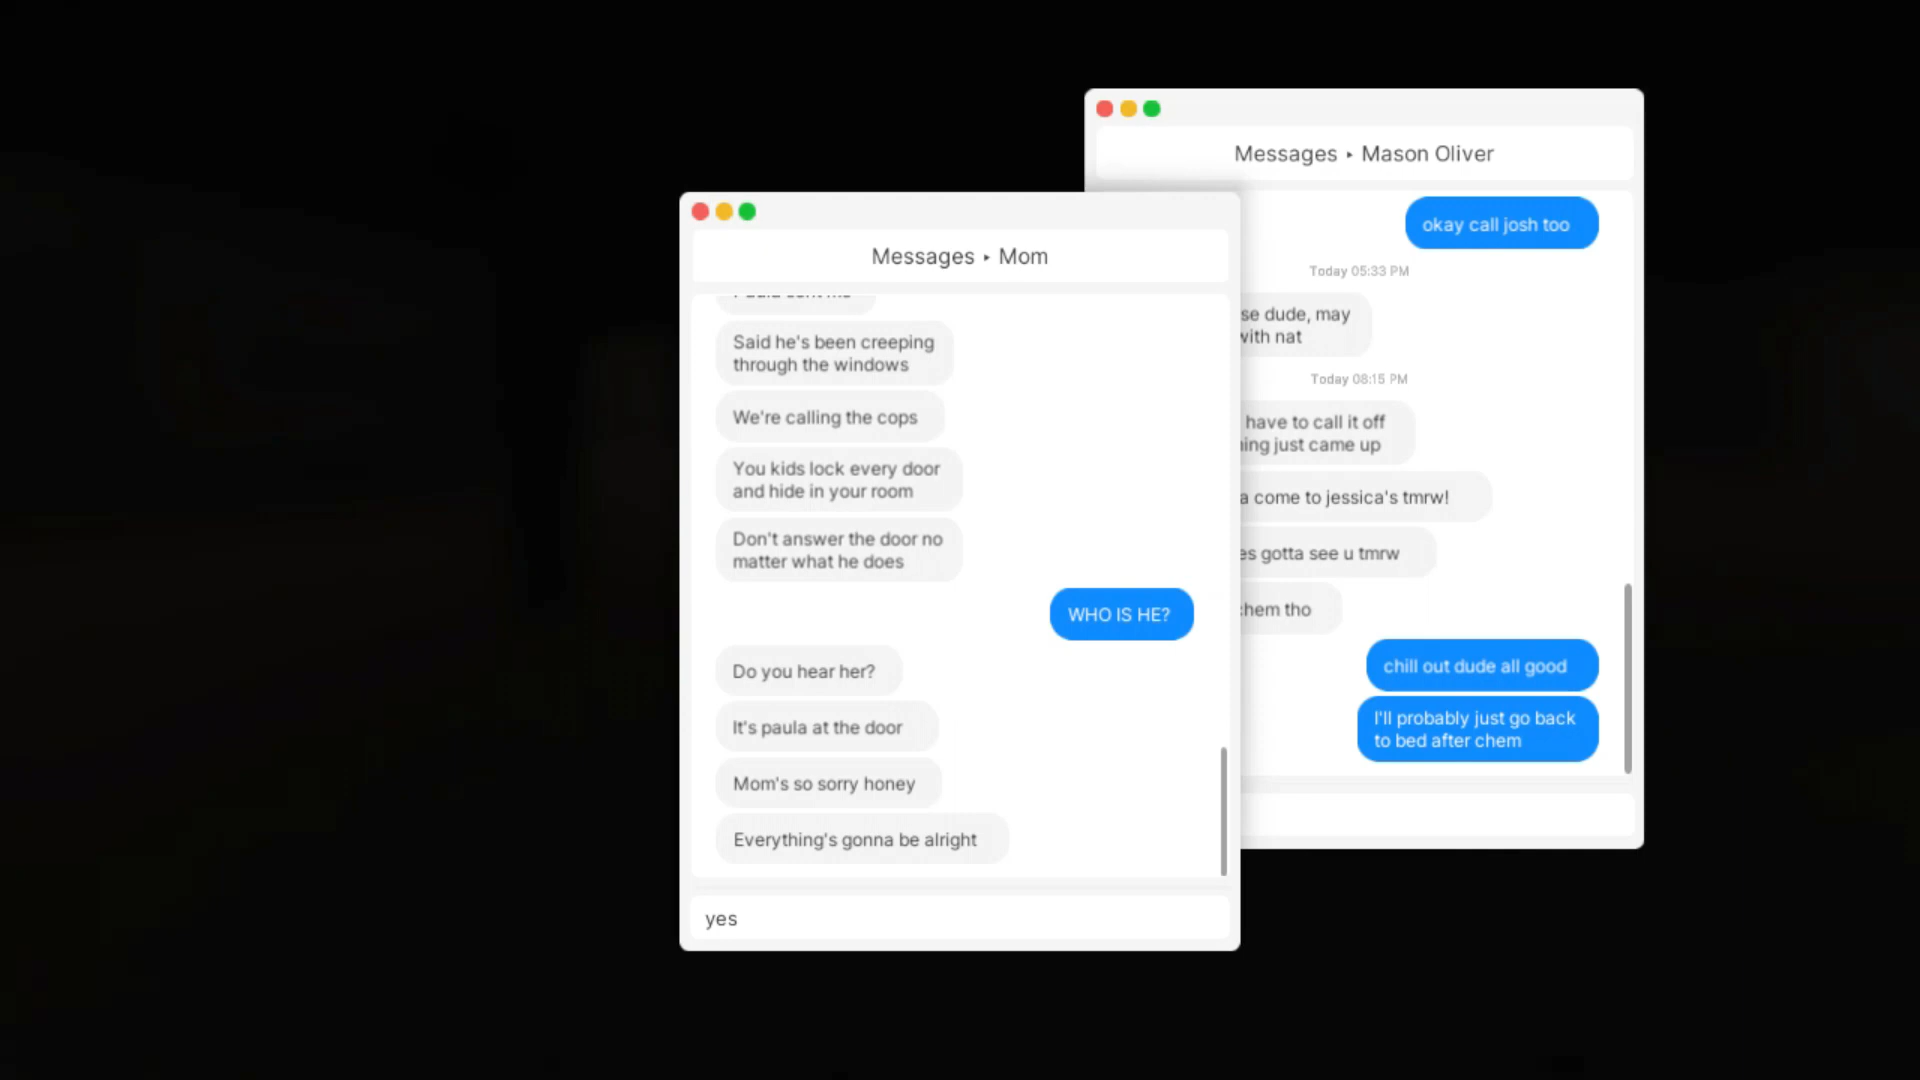 Messages ▸ Mom
Said he's been creeping
through the windows
We're calling the cops
You kids lock every door
and hide in your room
Don't answer the door no
matter what he does
WHO IS HE?
Do you hear her?
It's paula at the door
Mom's so sorry honey
Everything's gonna be alright
yes
Messages ▸ Mason Oliver
okay call josh too
Today 05:33 PM
dude, may
nat
Today 08:15 PM
have to call it off
just came up
come to jessica's tmrw!
gotta see u tmrw
tho
chill out dude all good
I'll probably just go back
to bed after chem